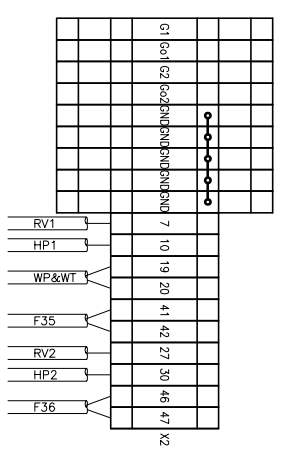 G1
Go1
G2
Go2
GND
GND
GND
GND
GND
RV1
7
HP1
10
WP&WT
19
20
F35
41
42
RV2
27
HP2
30
F36
46
47
X2